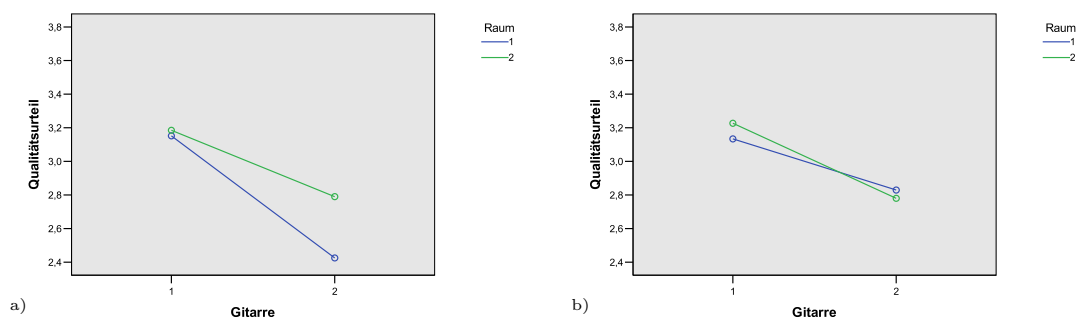 3,8
3,6
3,4
3,2
3,0
2,8
2,6
2,4
Qualitätsurteil
1 2
Gitarre
Raum
1
2
a)
3,8
3,6
3,4
3,2
3,0
2,8
2,6
2,4
Qualitätsurteil
1 2
Gitarre
Raum
1
2
b)